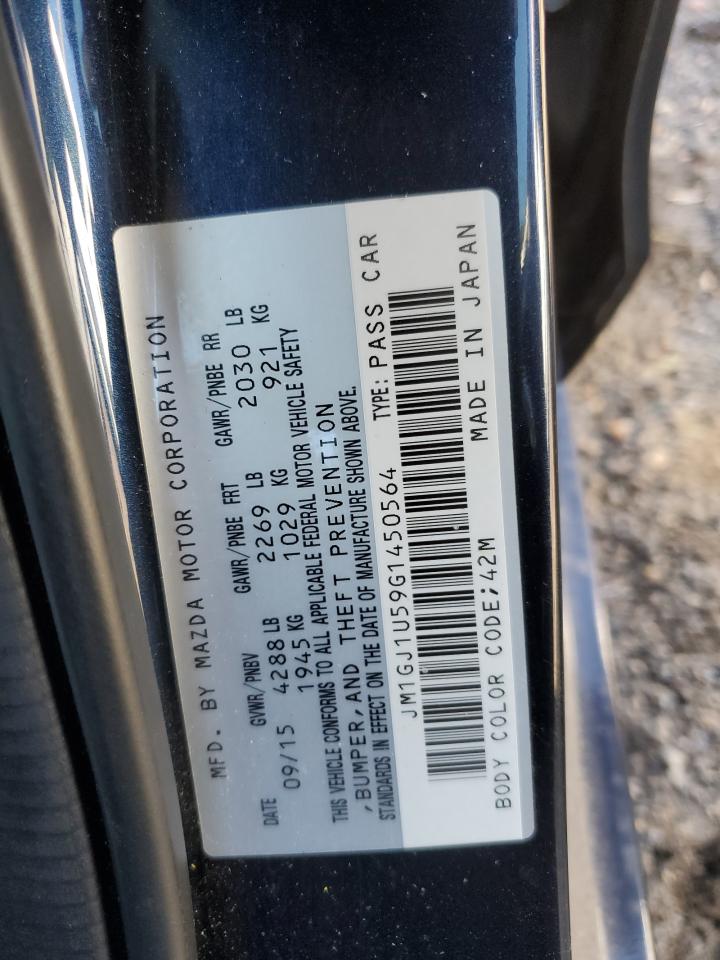 MFD. BY MAZDA MOTOR CORPORATION
DATE GVWR/PNBV GAWR/PNBE FRT GAWR/PNBE RR
09/15 4288 LB 2269 LB 2030 LB
1945 KG 1029 KG 921 KG
THIS VEHICLE CONFORMS TO ALL APPLICABLE FEDERAL MOTOR VEHICLE SAFETY
,BUMPER,AND THEFT PREVENTION
STANDARDS IN EFFECT ON THE DATE OF MANUFACTURE SHOWN ABOVE.
JM1GJ1U59G1450564 TYPE: PASS CAR
BODY COLOR CODE;42M MADE IN JAPAN